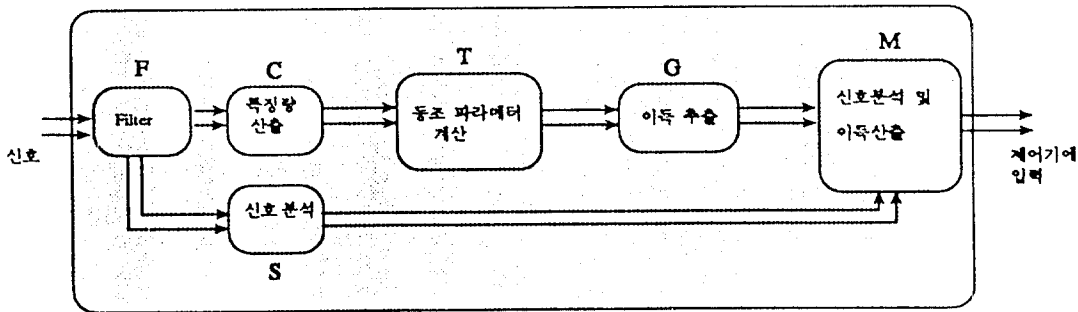 F
C
T
G
M
Filter
특징량
산출
동조 파라메터
계산
이득 추출
신호분석 및
이득산출
신호
제어기에
입력
신호 분석
S